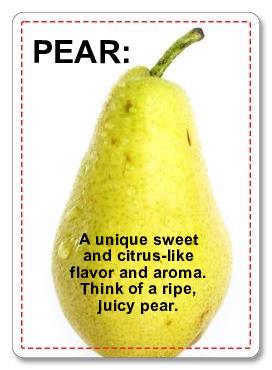 PEAR:
A unique sweet
and citrus-like
flavor and aroma.
Think of a ripe,
juicy pear.